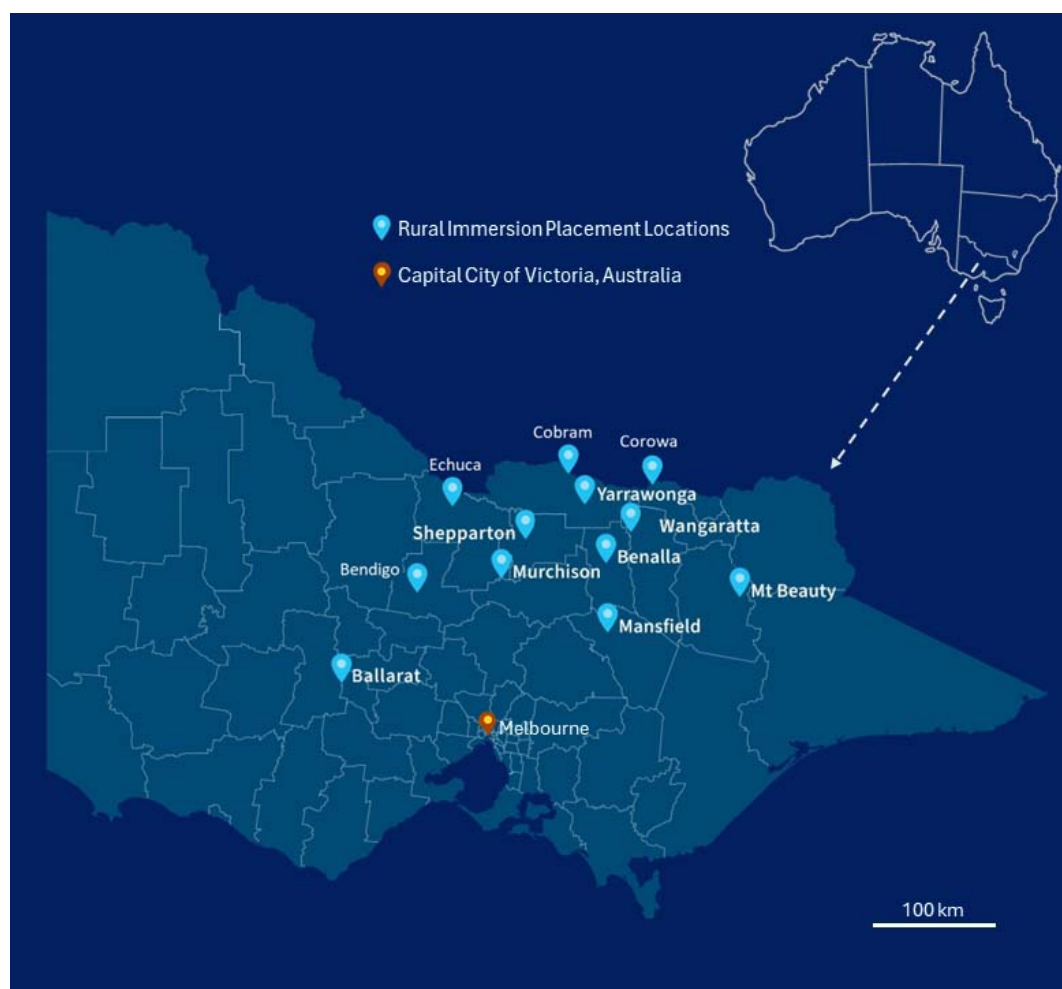 Rural Immersion Placement Locations
Capital City of Victoria, Australia
Cobram
Corowa
Echuca
Yarrawonga
Shepparton
Wangaratta
Benalla
Bendigo
Murchison
Mt Beauty
Mansfield
Ballarat
Melbourne
100 km